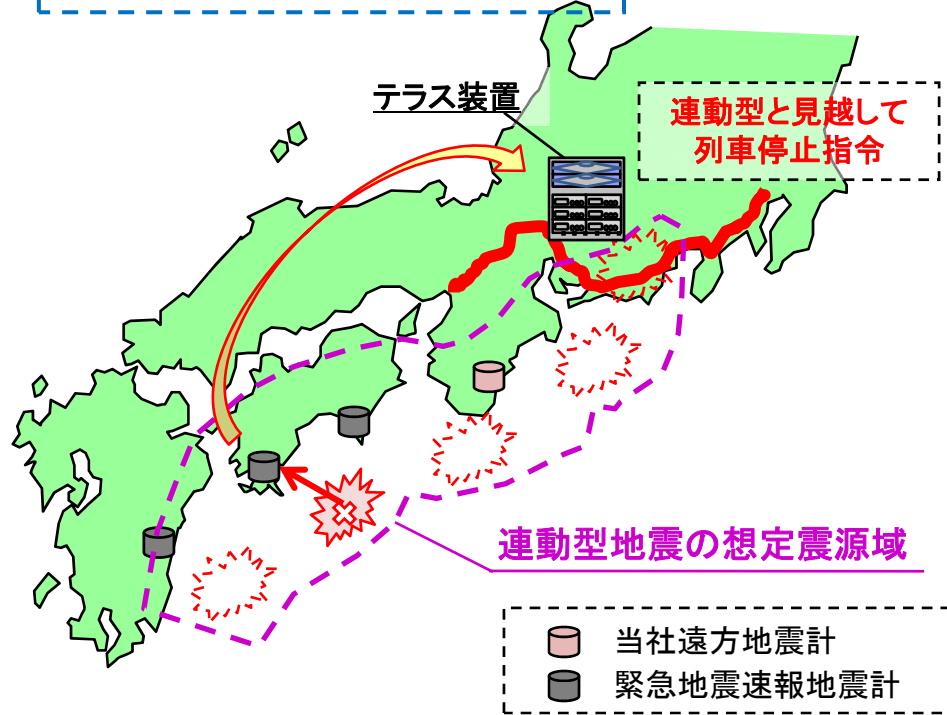 テラス装置
連動型と見越して
列車停止指令
連動型地震の想定震源域
当社遠方地震計
緊急地震速報地震計